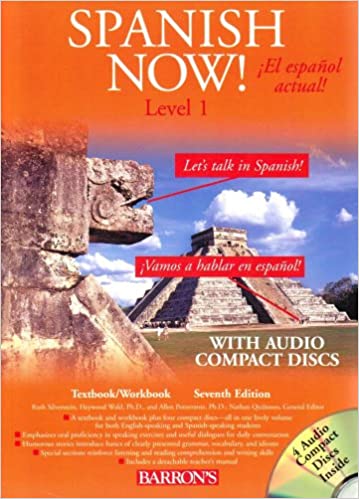 SPANISH
NOW!
¡El español
actual!
Level 1
Let's talk in Spanish!
¡Vamos a hablar en español!
WITH AUDIO
COMPACT DISCS
Textbook/Workbook Seventh Edition
Ruth Silverstein, Heywood Wald, Ph.D., and Allen Pomerantz, Ph.D., Nathan Quiñones, General Editor
• A textbook and workbook plus four compact discs—all in one lively volume
for both English-speaking and Spanish-speaking students
• Emphasizes oral proficiency in speaking exercises and useful dialogues for daily conversation
• Humorous stories introduce basics of clearly presented grammar, vocabulary, and idioms
• Special sections reinforce listening and reading comprehension and writing skills
• Includes a detachable teacher's manual
4 Audio
Compact
Discs
Inside
BARRON'S